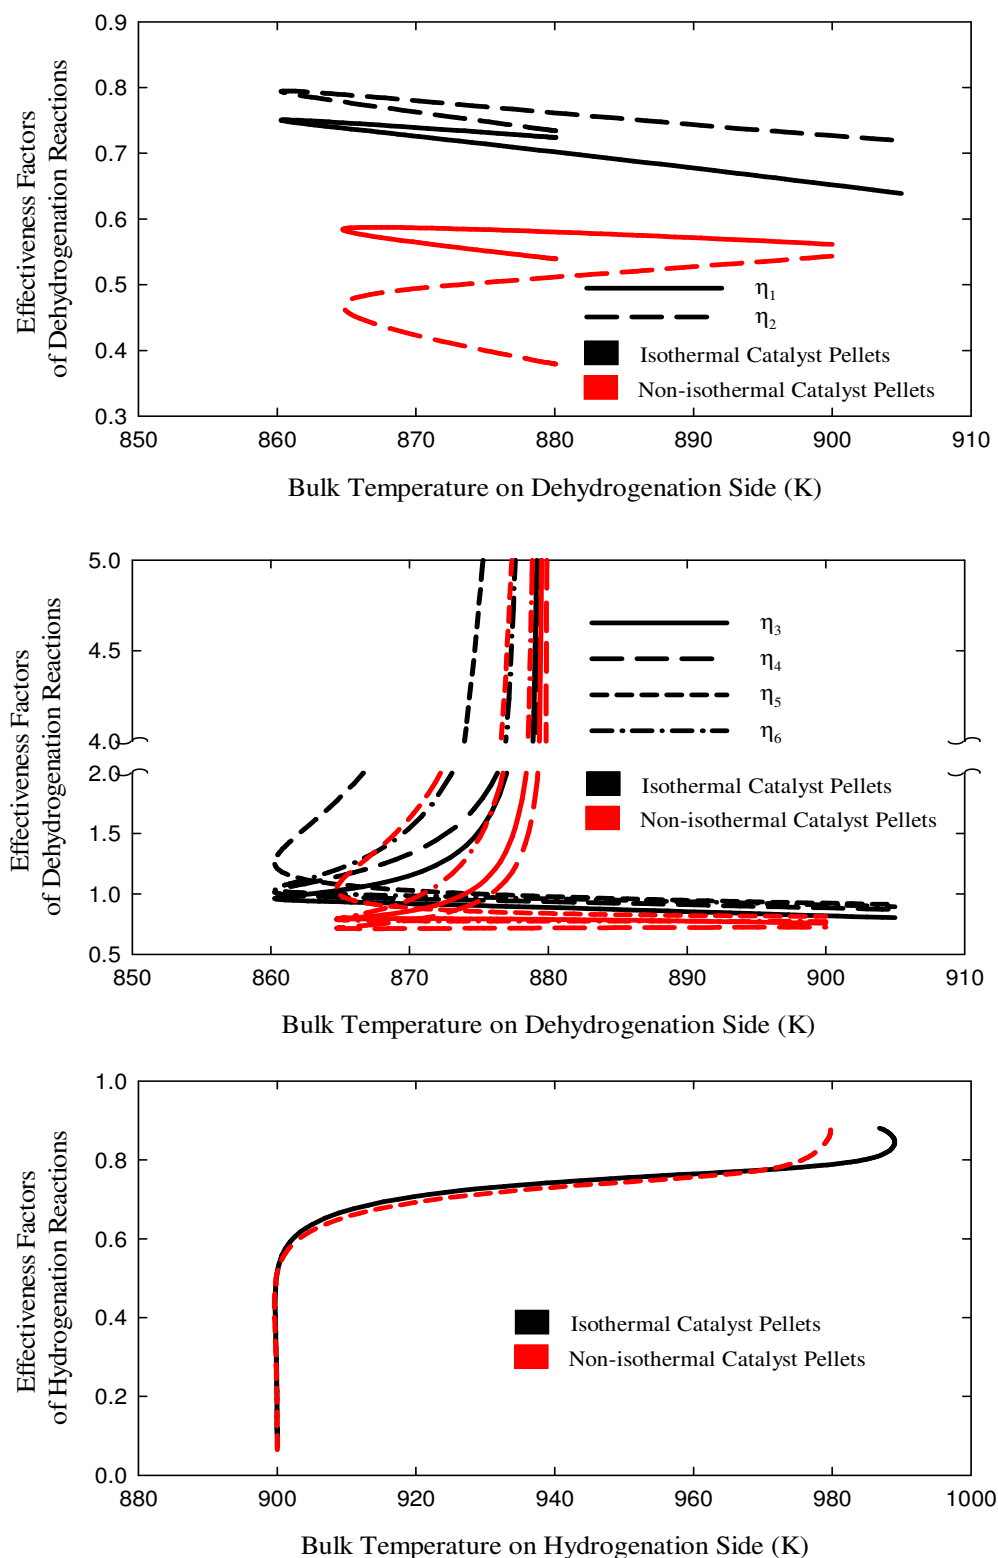 0.9
0.8
0.7
0.6
0.5
0.4
0.3
Effectiveness Factors
of Dehydrogenation Reactions
η1
η2
Isothermal Catalyst Pellets
Non-isothermal Catalyst Pellets
850 860 870 880 890 900 910
Bulk Temperature on Dehydrogenation Side (K)
5.0
4.5
4.0
2.0
1.5
1.0
0.5
Effectiveness Factors
of Dehydrogenation Reactions
Effectiveness Factors
of Dehydrogenation Reactions
η3
η4
η5
η6
Isothermal Catalyst Pellets
Non-isothermal Catalyst Pellets
850 860 870 880 890 900 910
Bulk Temperature on Dehydrogenation Side (K)
1.0
0.8
0.6
0.4
0.2
0.0
Effectiveness Factors
of Hydrogenation Reactions
Isothermal Catalyst Pellets
Non-isothermal Catalyst Pellets
880 900 920 940 960 980 1000
Bulk Temperature on Hydrogenation Side (K)